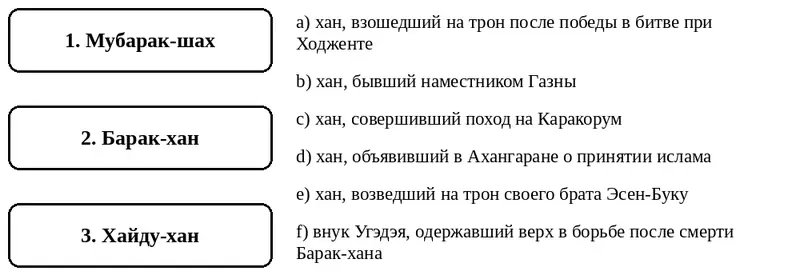 1. Мубарак-шах
2. Барак-хан
3. Хайду-хан
a) хан, взошедший на трон после победы в битве при
Ходженте
b) хан, бывший наместником Газны
c) хан, совершивший поход на Каракорум
d) хан, объявивший в Ахангаране о принятии ислама
e) хан, возведший на трон своего брата Эсен-Буку
f) внук Угэдэя, одержавший верх в борьбе после смерти
Барак-хана